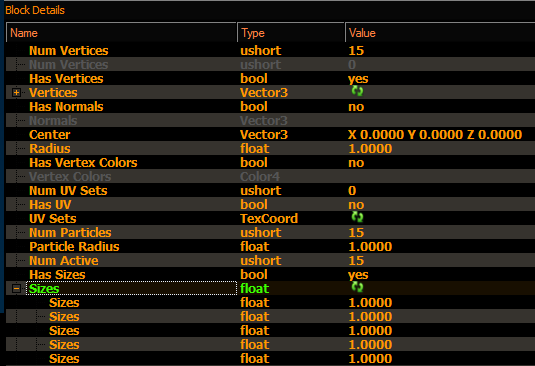 Block Details
Name Type Value
Num Vertices ushort 15
Num Vertices ushort 0
Has Vertices bool yes
Vertices Vector3
Has Normals bool no
Normals Vector3
Center Vector3 X 0.0000 Y 0.0000 Z 0.0000
Radius float 1.0000
Has Vertex Colors bool no
Vertex Colors Color4
Num UV Sets ushort 0
Has UV bool no
UV Sets TexCoord
Num Particles ushort 15
Particle Radius float 1.0000
Num Active ushort 15
Has Sizes bool yes
Sizes float
Sizes float 1.0000
Sizes float 1.0000
Sizes float 1.0000
Sizes float 1.0000
Sizes float 1.0000